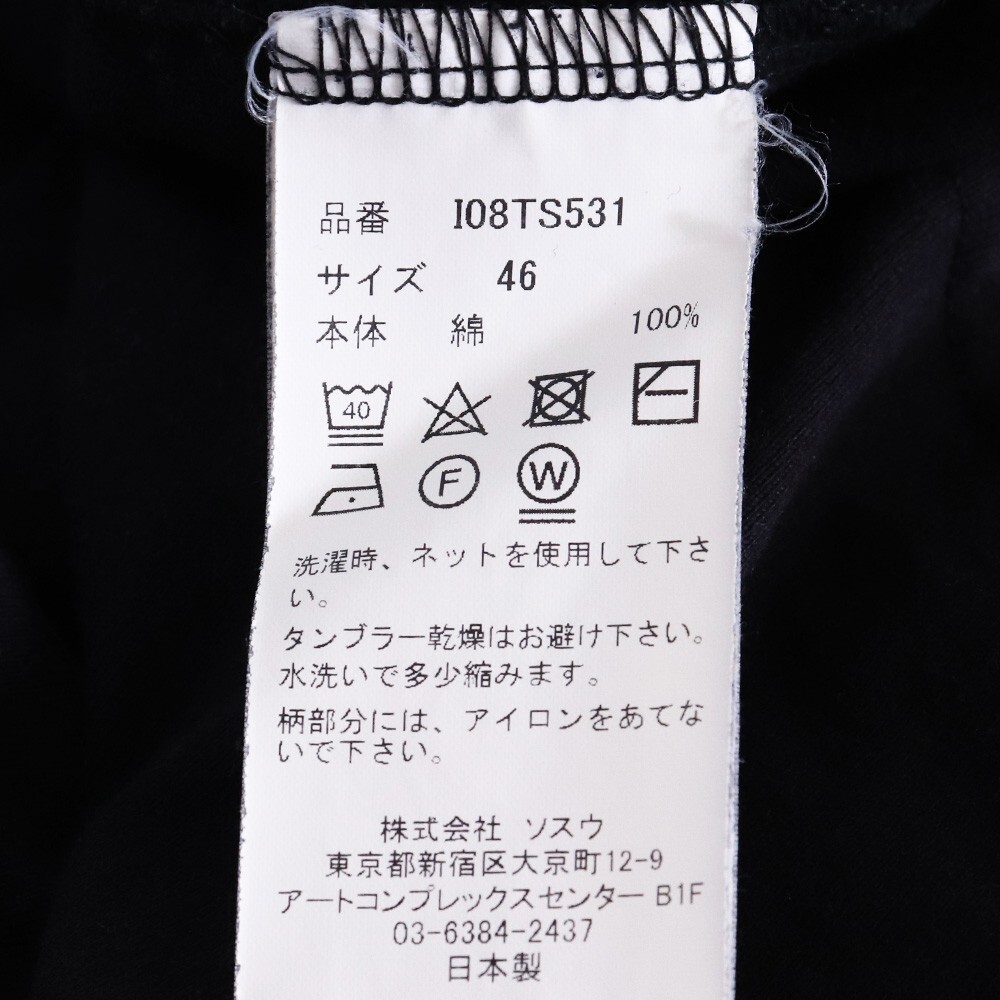 品番 I08TS531
サイズ 46
本体 綿 100%
40
F W
洗濯時、ネットを使用して下さ
い。
タンブラー乾燥はお避け下さい。
水洗いで多少縮みます。
柄部分には、アイロンをあてな
いで下さい。
株式会社 ソスウ
東京都新宿区大京町12-9
アートコンプレックスセンター B1F
03-6384-2437
日本製